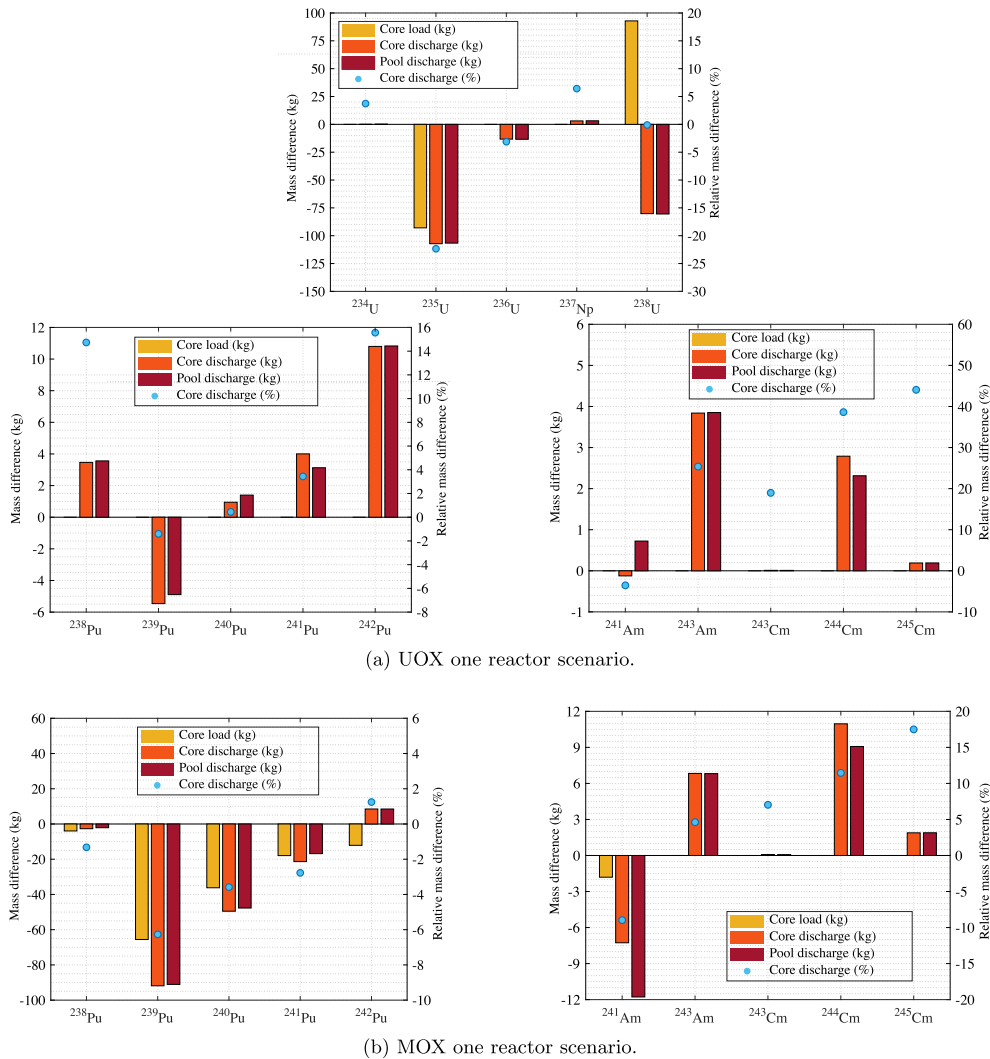 Core load (kg)
Core discharge (kg)
Pool discharge (kg)
Core discharge (%)
Mass difference (kg)
100
75
50
25
0
-25
-50
-75
-100
-125
-150
Relative mass difference (%)
20
15
10
5
0
-5
-10
-15
-20
-25
-30
²³⁴U ²³⁵U ²³⁶U ²³⁷Np ²³⁸U
Core load (kg)
Core discharge (kg)
Pool discharge (kg)
Core discharge (%)
Mass difference (kg)
12
10
8
6
4
2
0
-2
-4
-6
Relative mass difference (%)
16
14
12
10
8
6
4
2
0
-2
-4
-6
-8
²³⁸Pu ²³⁹Pu ²⁴⁰Pu ²⁴¹Pu ²⁴²Pu
Core load (kg)
Core discharge (kg)
Pool discharge (kg)
Core discharge (%)
Mass difference (kg)
6
5
4
3
2
1
0
-1
Relative mass difference (%)
60
50
40
30
20
10
0
-10
²⁴¹Am ²⁴³Am ²⁴³Cm ²⁴⁴Cm ²⁴⁵Cm
(a) UOX one reactor scenario.
Core load (kg)
Core discharge (kg)
Pool discharge (kg)
Core discharge (%)
Mass difference (kg)
60
40
20
0
-20
-40
-60
-80
-100
Relative mass difference (%)
6
4
2
0
-2
-4
-6
-8
-10
²³⁸Pu ²³⁹Pu ²⁴⁰Pu ²⁴¹Pu ²⁴²Pu
Core load (kg)
Core discharge (kg)
Pool discharge (kg)
Core discharge (%)
Mass difference (kg)
12
9
6
3
0
-3
-6
-9
-12
Relative mass difference (%)
20
15
10
5
0
-5
-10
-15
-20
²⁴¹Am ²⁴³Am ²⁴³Cm ²⁴⁴Cm ²⁴⁵Cm
(b) MOX one reactor scenario.